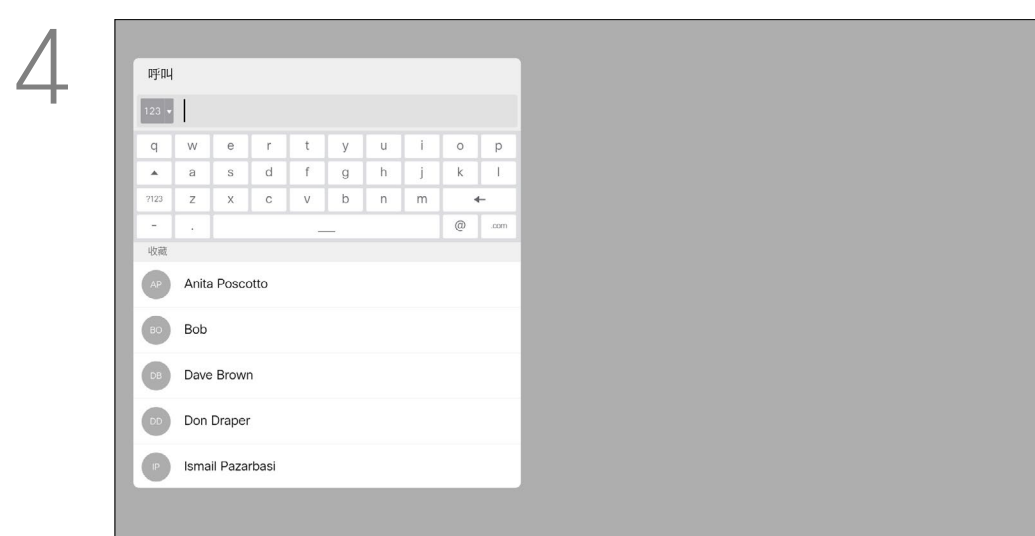 4
呼叫
123
q w e r t y u i o p
a s d f g h j k l
?123 z x c v b n m
- . @ .com
收藏
AP Anita Poscotto
BO Bob
DB Dave Brown
DD Don Draper
IP Ismail Pazarbasi